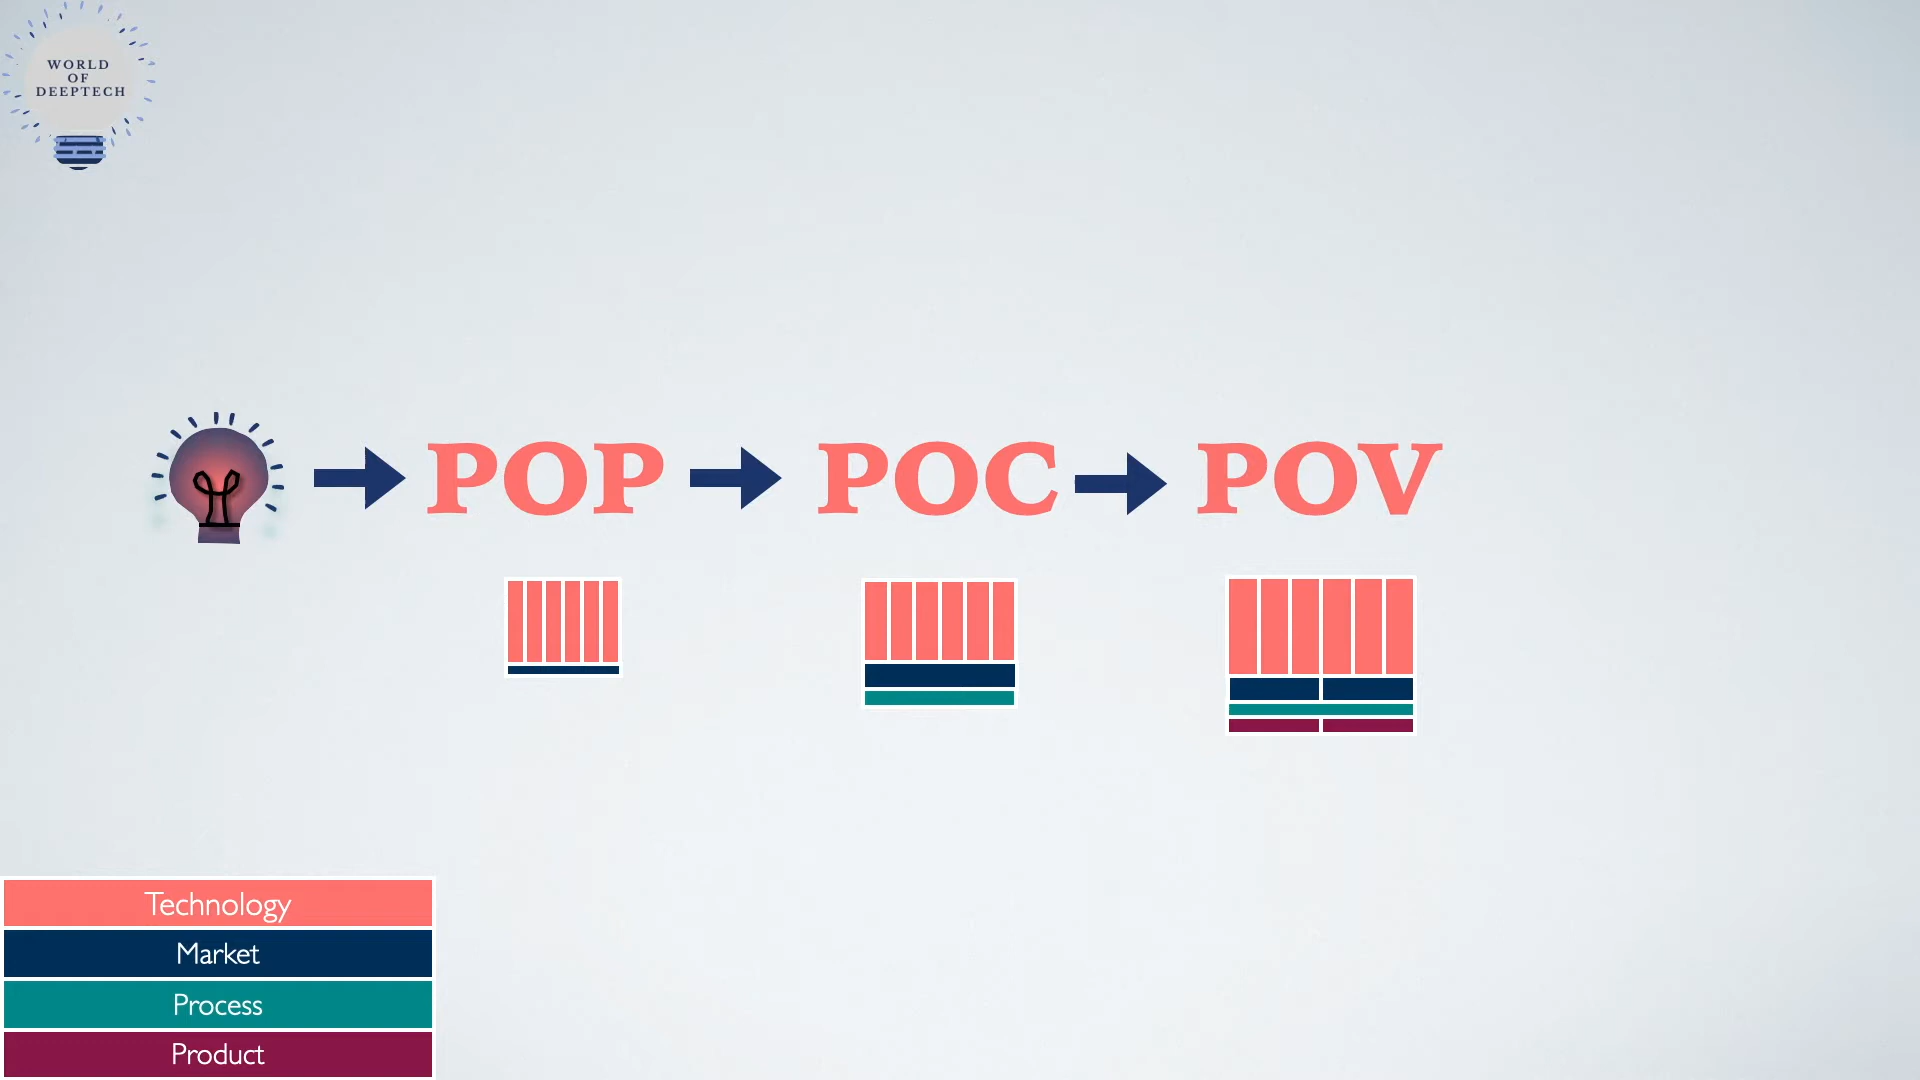 WORLD
OF
DEEPTECH
POP POC POV
Technology
Market
Process
Product